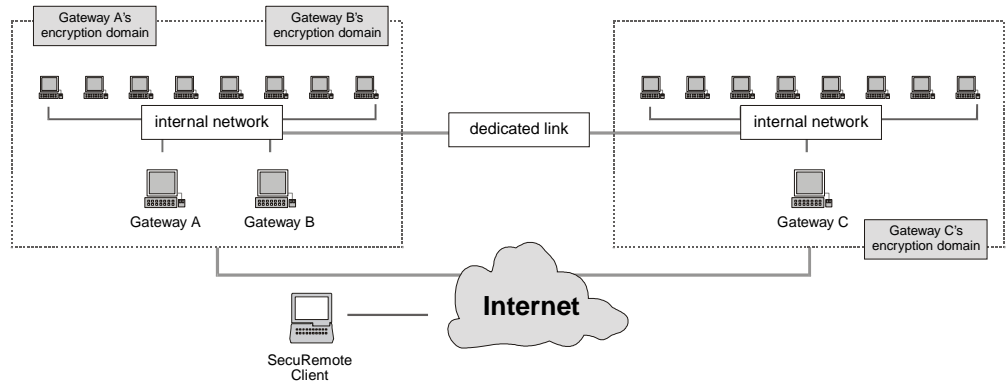 Gateway A's
encryption domain
Gateway B's
encryption domain
internal network
dedicated link
internal network
Gateway A
Gateway B
Gateway C
Gateway C's
encryption domain
Internet
SecuRemote
Client